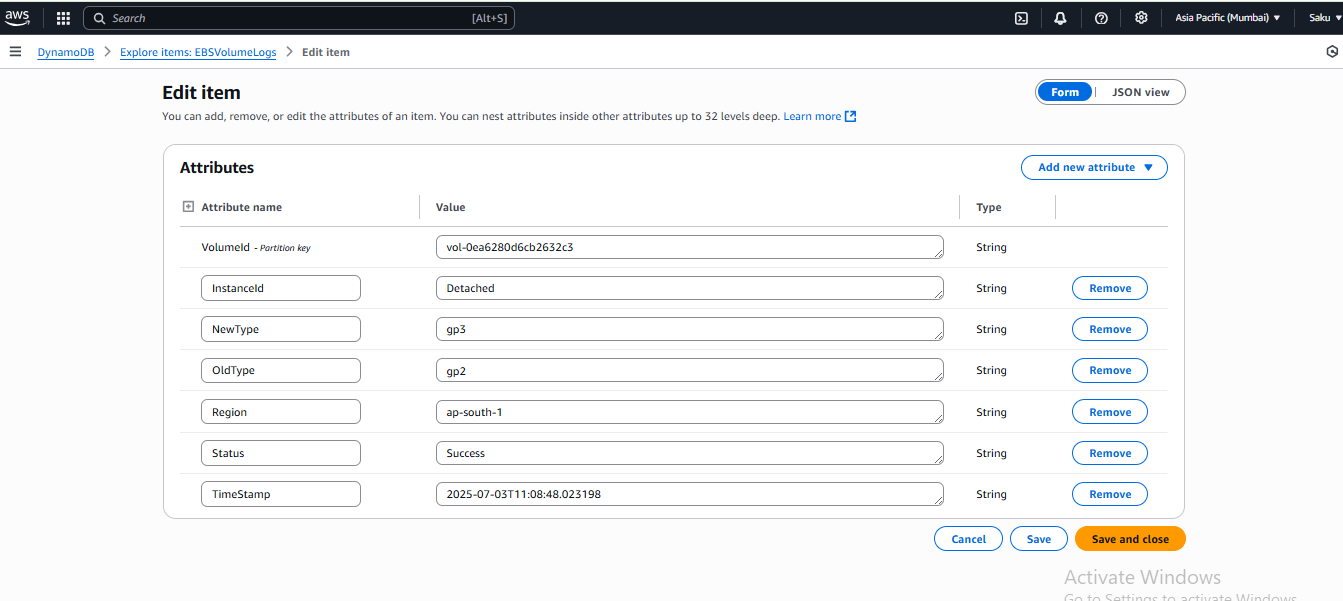 aws Search [Alt+S] Asia Pacific (Mumbai) Saku
DynamoDB > Explore items: EBSVolumeLogs > Edit item
Edit item
Form | JSON view
You can add, remove, or edit the attributes of an item. You can nest attributes inside other attributes up to 32 levels deep. Learn more
Attributes
Add new attribute
Attribute name Value Type
VolumeId - Partition key vol-0ea6280d6cb2632c3 String
InstanceId Detached String Remove
NewType gp3 String Remove
OldType gp2 String Remove
Region ap-south-1 String Remove
Status Success String Remove
TimeStamp 2025-07-03T11:08:48.023198 String Remove
Cancel Save Save and close
Activate Windows
Go to Settings to activate Windows.